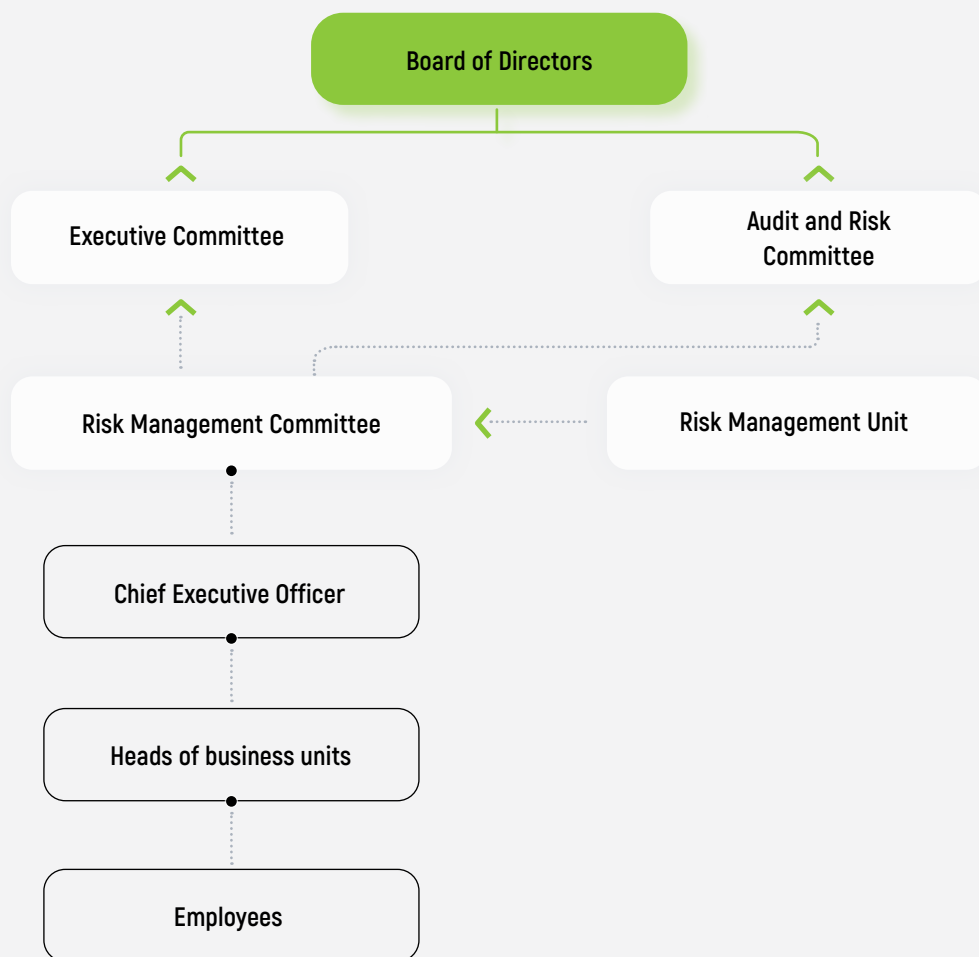 Board of Directors
Executive Committee
Audit and Risk
Committee
Risk Management Committee
Risk Management Unit
Chief Executive Officer
Heads of business units
Employees